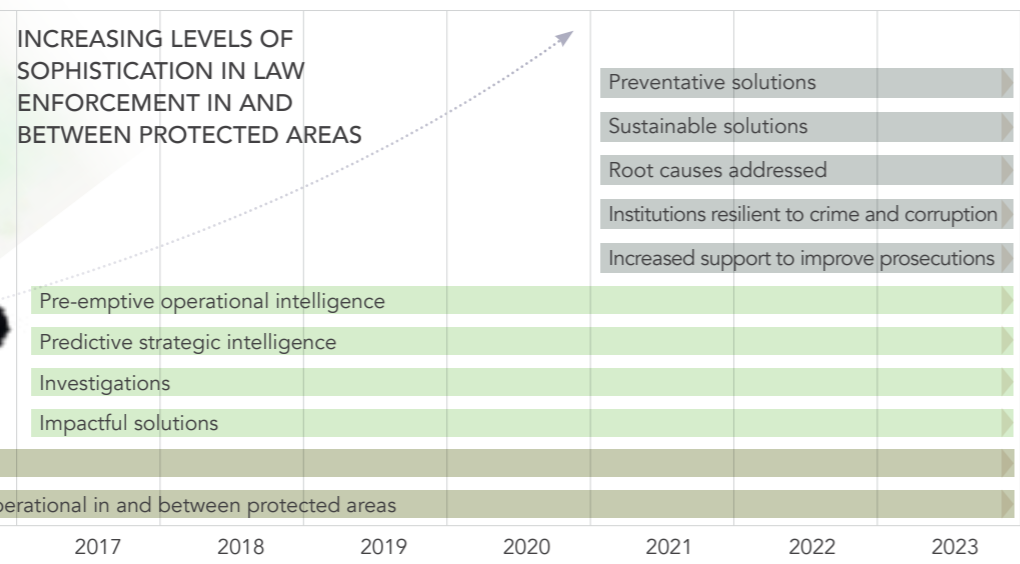 INCREASING LEVELS OF
SOPHISTICATION IN LAW
ENFORCEMENT IN AND
BETWEEN PROTECTED AREAS
Preventative solutions
Sustainable solutions
Root causes addressed
Institutions resilient to crime and corruption
Increased support to improve prosecutions
Pre-emptive operational intelligence
Predictive strategic intelligence
Investigations
Impactful solutions
in and between protected areas
2017 2018 2019 2020 2021 2022 2023